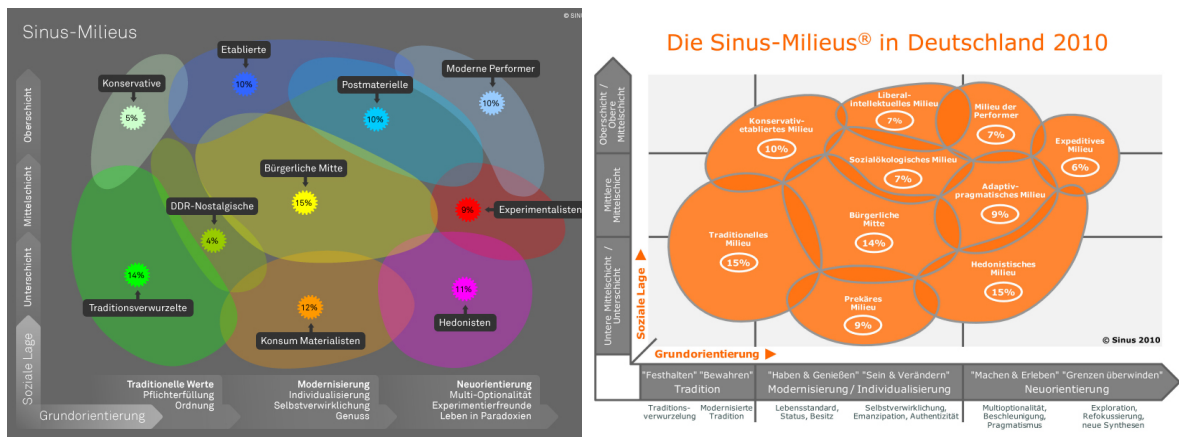 © SINU
Sinus-Milieus
Etablierte
10%
Konservative
5%
Postmaterielle
10%
Moderne Performer
10%
Bürgerliche Mitte
15%
DDR-Nostalgische
4%
9%
Experimentalisten
14%
Traditionsverwurzelte
12%
Konsum Materialisten
11%
Hedonisten
Oberschicht
Mittelschicht
Unterschicht
Soziale Lage
Grundorientierung
Traditionelle Werte
Pflichterfüllung
Ordnung
Modernisierung
Individualisierung
Selbstverwirklichung
Genuss
Neuorientierung
Multi-Optionalität
Experimentierfreunde
Leben in Paradoxien
Die Sinus-Milieus® in Deutschland 2010
Oberschicht /
Obere
Mittelschicht
Mittlere
Mittelschicht
Untere Mittelschicht /
Unterschicht
Soziale Lage
Konservativ-
etabliertes Milieu
10%
Liberal-
intellektuelles Milieu
7%
Milieu der
Performer
7%
Expeditives
Milieu
6%
Sozialökologisches Milieu
7%
Adaptiv-
pragmatisches Milieu
9%
Traditionelles
Milieu
15%
Bürgerliche
Mitte
14%
Hedonistisches
Milieu
15%
Prekäres
Milieu
9%
© Sinus 2010
Grundorientierung
"Festhalten" "Bewahren"
Tradition
"Haben & Genießen" "Sein & Verändern"
Modernisierung / Individualisierung
"Machen & Erleben" "Grenzen überwinden"
Neuorientierung
Traditions-
verwurzelung
Modernisierte
Tradition
Lebensstandard,
Status, Besitz
Selbstverwirklichung,
Emanzipation, Authentizität
Multioptionalität,
Beschleunigung,
Pragmatismus
Exploration,
Refokussierung,
neue Synthesen